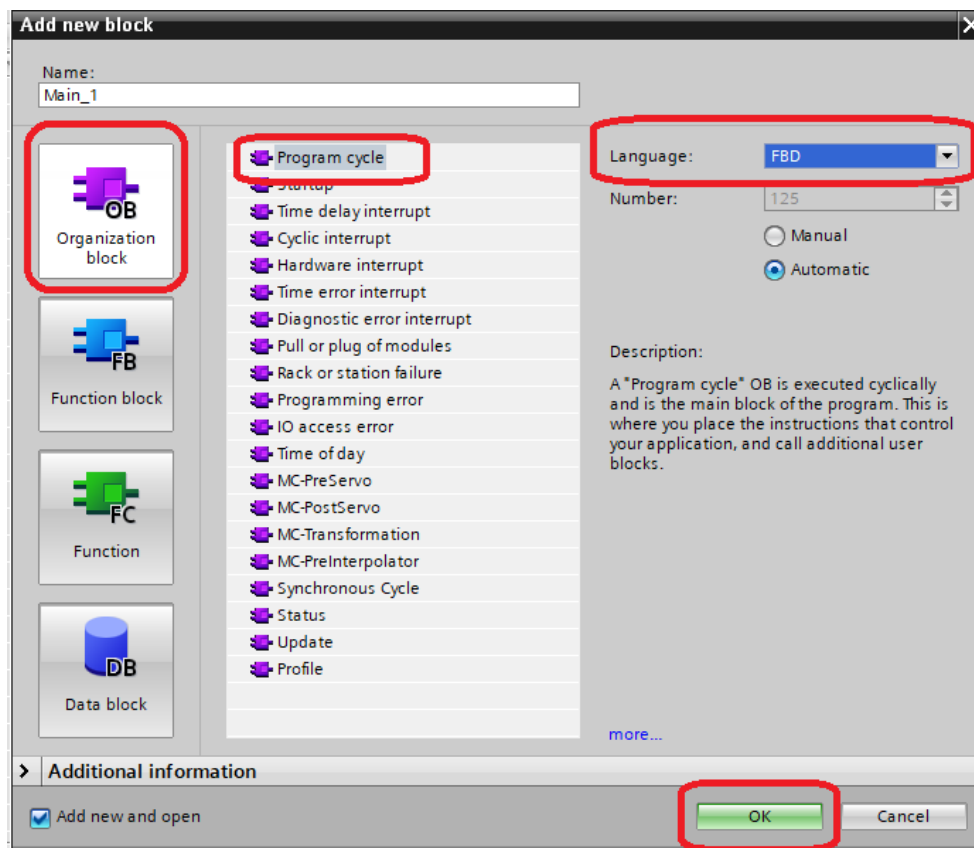 Add new block
Name:
Main_1
OB
Organization
block
FB
Function block
FC
Function
DB
Data block
Program cycle
Startup
Time delay interrupt
Cyclic interrupt
Hardware interrupt
Time error interrupt
Diagnostic error interrupt
Pull or plug of modules
Rack or station failure
Programming error
IO access error
Time of day
MC-PreServo
MC-PostServo
MC-Transformation
MC-PreInterpolator
Synchronous Cycle
Status
Update
Profile
Language: FBD
Number: 125
Manual
Automatic
Description:
A "Program cycle" OB is executed cyclically
and is the main block of the program. This is
where you place the instructions that control
your application, and call additional user
blocks.
more...
> Additional information
Add new and open
OK
Cancel